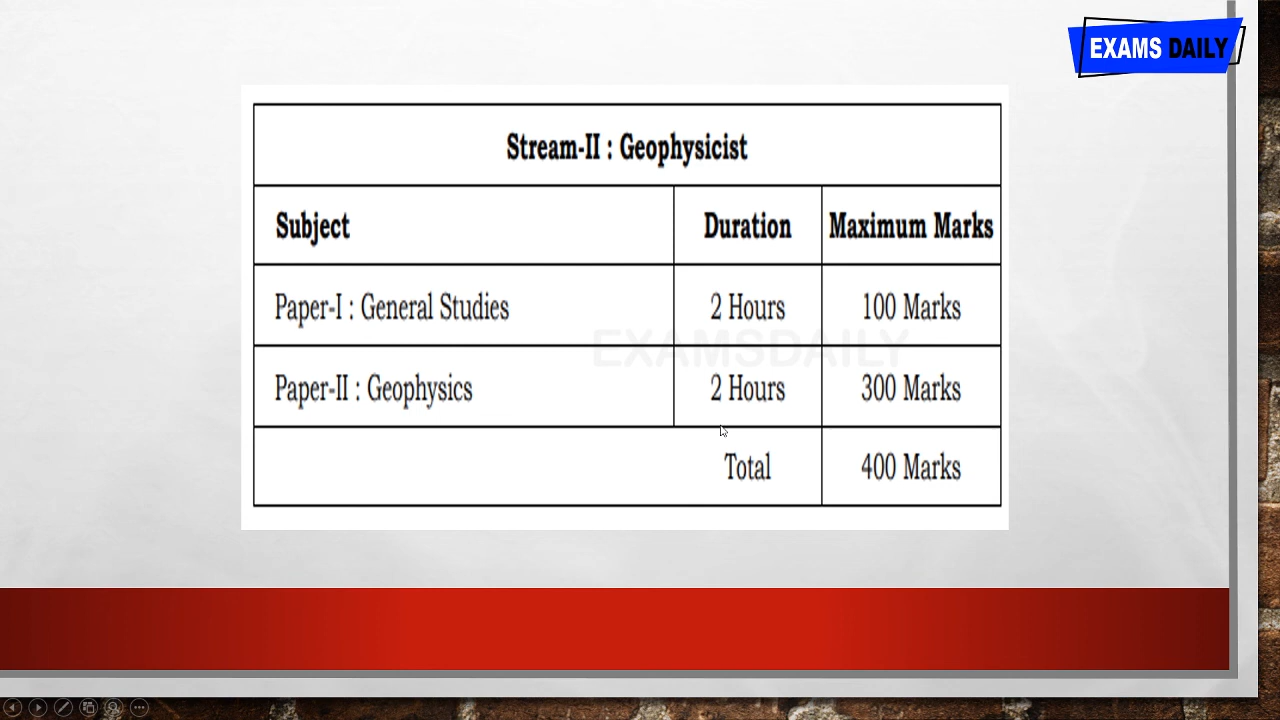 EXAMS DAILY
Stream-II : Geophysicist
Subject Duration Maximum Marks
Paper-I : General Studies 2 Hours 100 Marks
EXAMSDAILY
Paper-II : Geophysics 2 Hours 300 Marks
Total 400 Marks